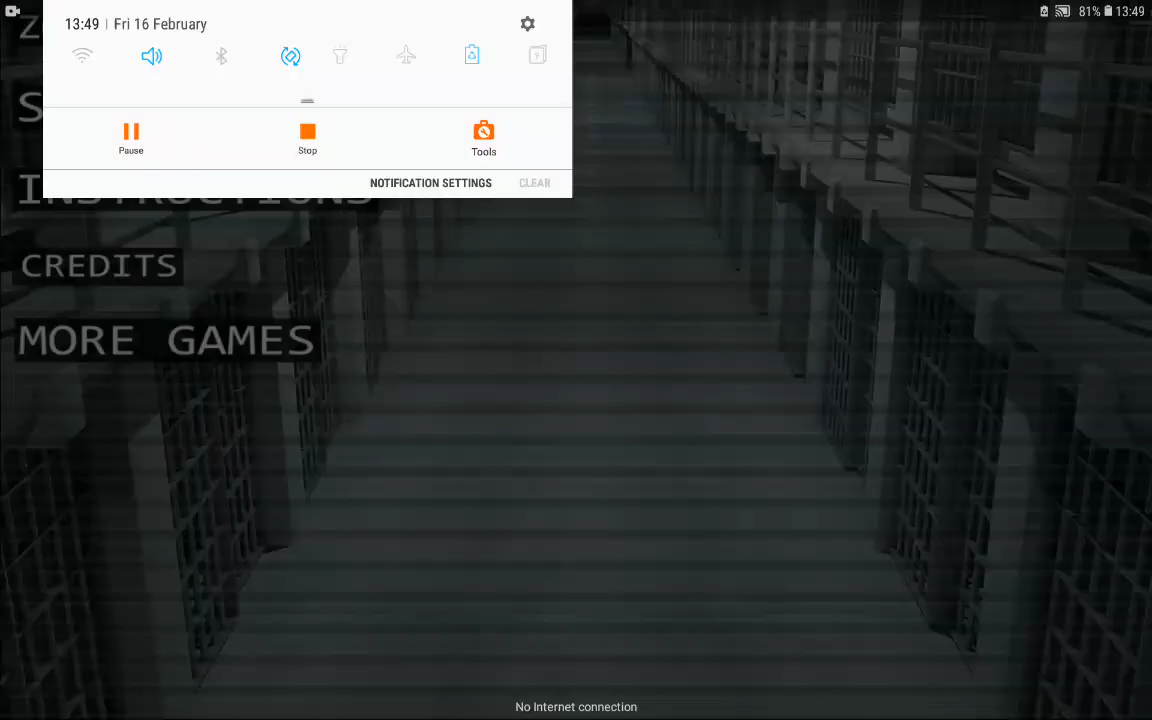 13:49 | Fri 16 February
81% 13:49
Pause
Stop
Tools
NOTIFICATION SETTINGS
CLEAR
Z
S
INSTRUCTIONS
CREDITS
MORE GAMES
No Internet connection